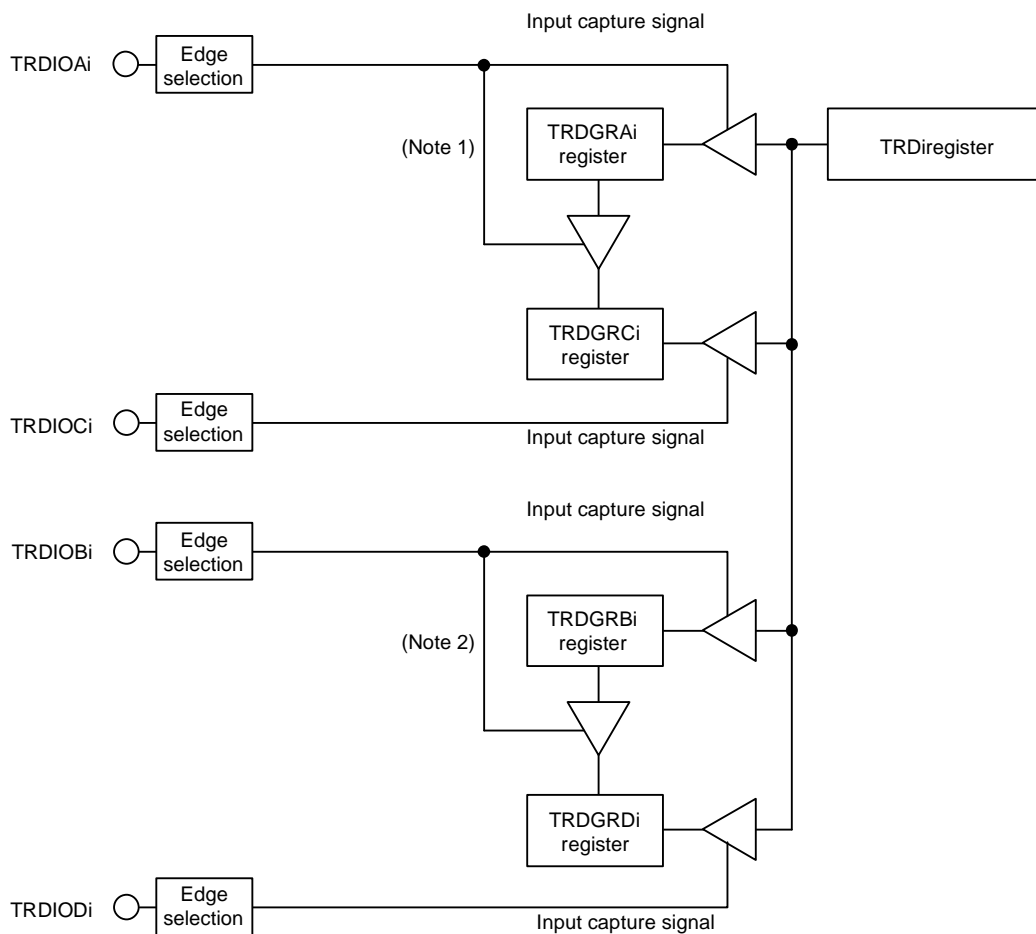 Input capture signal
TRDIOAi
Edge
selection
(Note 1)
TRDGRAi
register
TRDiregister
TRDGRCi
register
TRDIOCi
Edge
selection
Input capture signal
Input capture signal
TRDIOBi
Edge
selection
(Note 2)
TRDGRBi
register
TRDGRDi
register
TRDIODi
Edge
selection
Input capture signal